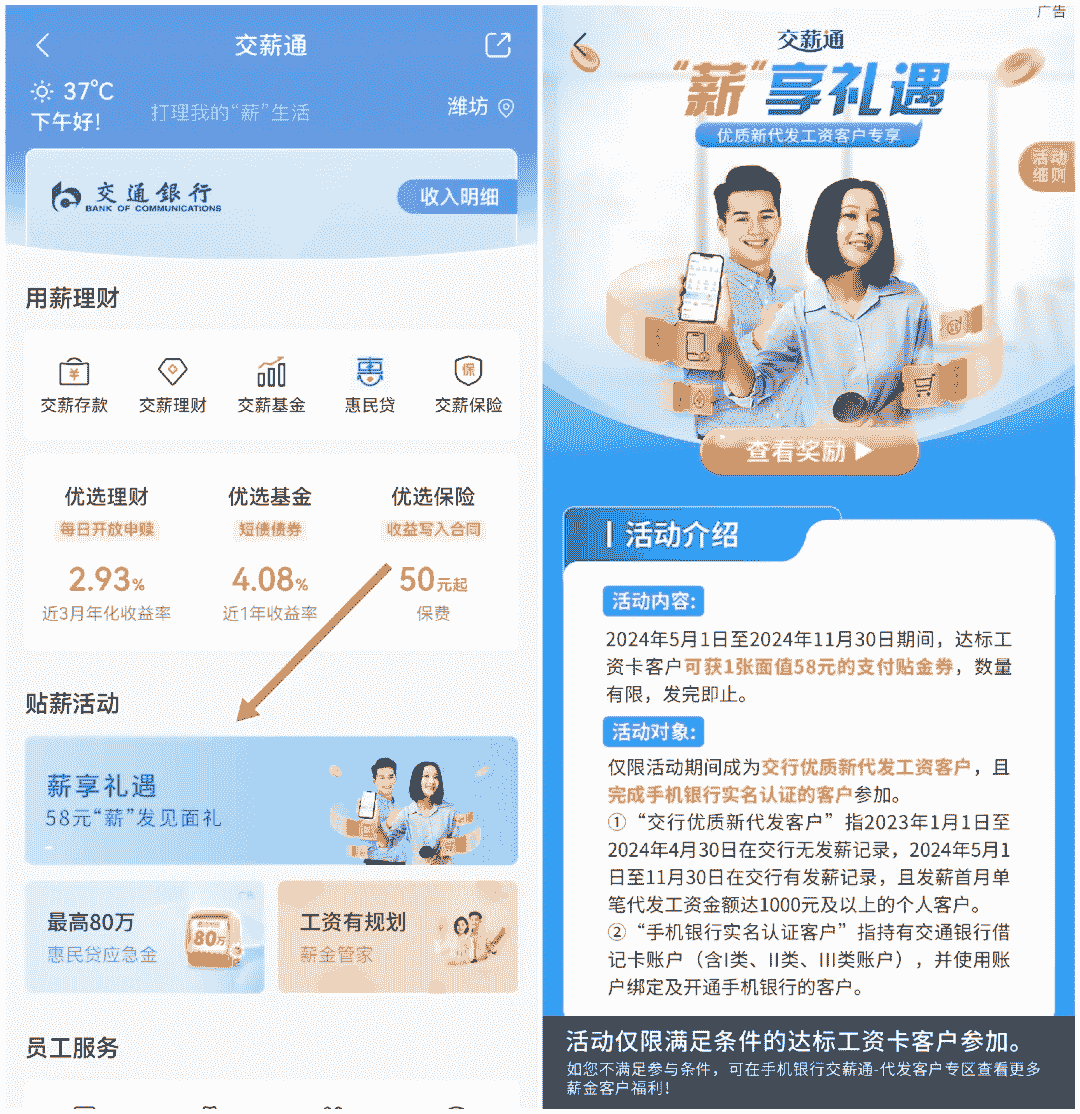 交薪通
37°C
下午好!
打理我的“薪”生活
潍坊
交通銀行
BANK OF COMMUNICATIONS
收入明细
用薪理财
¥
保
交薪存款
交薪理财
交薪基金
惠民贷
交薪保险
优选理财
优选基金
优选保险
每日开放申赎
短债债券
收益写入合同
2.93%
4.08%
50元起
近3月年化收益率
近1年收益率
保费
贴薪活动
薪享礼遇
58元“薪”发见面礼
最高80万
惠民贷应急金
80万
广告
工资有规划
薪金管家
员工服务
广告
交薪通
“薪“享礼遇
优质新代发工资客户专享
活动
细则
查看奖励
活动介绍
活动内容:
2024年5月1日至2024年11月30日期间，达标工
资卡客户可获1张面值58元的支付贴金券，数量
有限，发完即止。
活动对象:
仅限活动期间成为交行优质新代发工资客户，且
完成手机银行实名认证的客户参加。
①“交行优质新代发客户”指2023年1月1日至
2024年4月30日在交行无发薪记录，2024年5月1
日至11月30日在交行有发薪记录，且发薪首月单
笔代发工资金额达1000元及以上的个人客户。
②“手机银行实名认证客户”指持有交通银行借
记卡账户（含I类、II类、III类账户），并使用账
户绑定及开通手机银行的客户。
活动仅限满足条件的达标工资卡客户参加。
如您不满足参与条件，可在手机银行交薪通-代发客户专区查看更多
薪金客户福利！